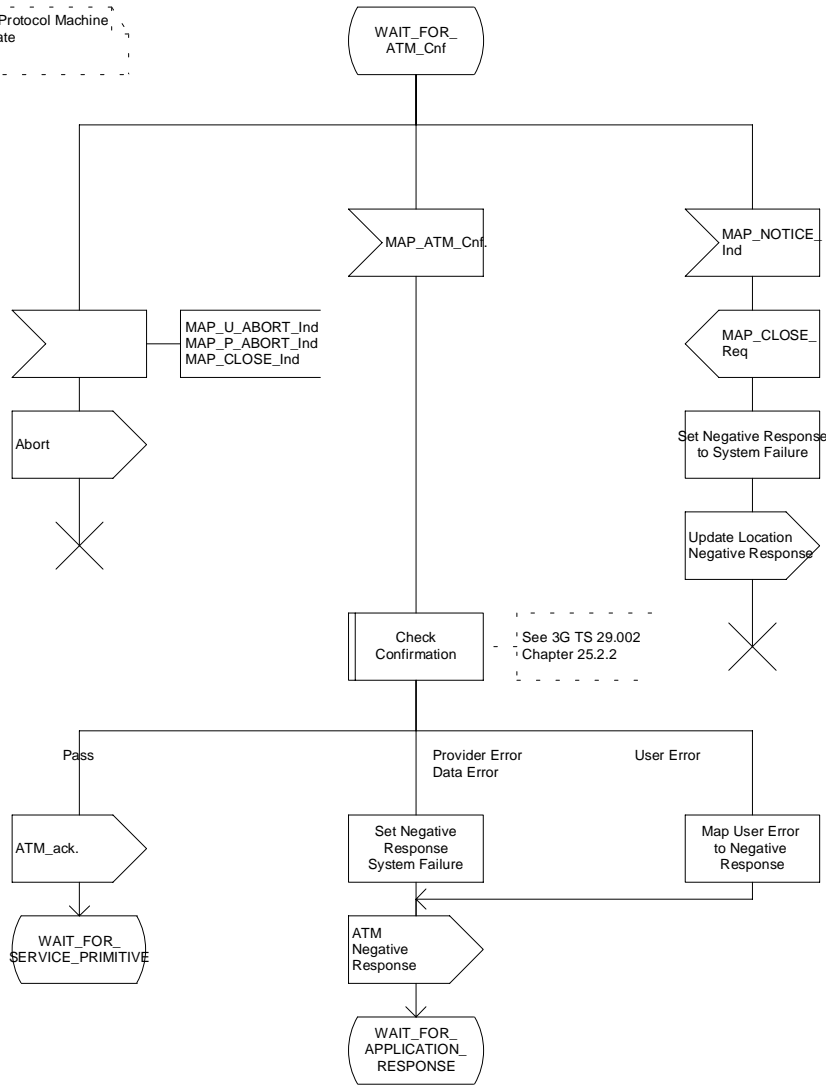 Protocol Machine
WAIT_FOR_
ATM_Cnf
MAP_ATM_Cnf.
MAP_NOTICE_
Ind
MAP_U_ABORT_Ind
MAP_P_ABORT_Ind
MAP_CLOSE_Ind
MAP_CLOSE_
Req
Abort
Set Negative Response
to System Failure
Update Location
Negative Response
Check
Confirmation
See 3G TS 29.002
Chapter 25.2.2
Pass
Provider Error
Data Error
User Error
ATM_ack.
Set Negative
Response
System Failure
Map User Error
to Negative
Response
WAIT_FOR_
SERVICE_PRIMITIVE
ATM
Negative
Response
WAIT_FOR_
APPLICATION_
RESPONSE